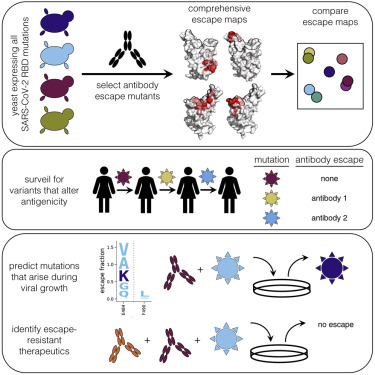 yeast expressing all
SARS-CoV-2 RBD mutations
select antibody
escape mutants
comprehensive
escape maps
compare
escape maps
surveil for
variants that alter
antigenicity
mutation antibody escape
none
antibody 1
antibody 2
predict mutations
that arise during
viral growth
escape fraction
1.5
1.0
0.5
0.0
V
A
K
G
Q
L
E484
F490
+
identify escape-
resistant therapeutics
+ +
no escape